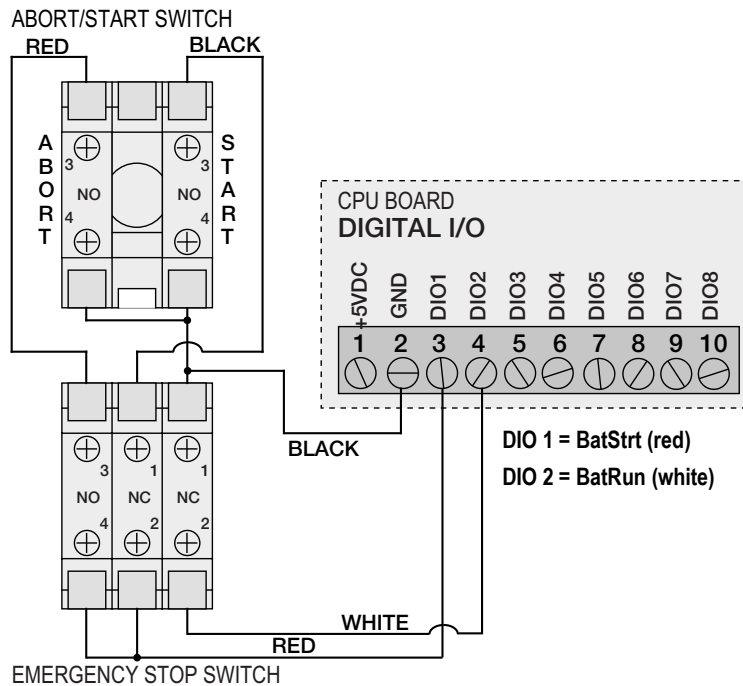 ABORT/START SWITCH
RED
BLACK
ABORT
START
3
3
NO
NO
4
4
CPU BOARD
DIGITAL I/O
+5VDC
GND
DIO1
DIO2
DIO3
DIO4
DIO5
DIO6
DIO7
DIO8
1 2 3 4 5 6 7 8 9 10
BLACK
DIO 1 = BatStrt (red)
DIO 2 = BatRun (white)
3 1 1
NO NC NC
4 2 2
WHITE
RED
EMERGENCY STOP SWITCH